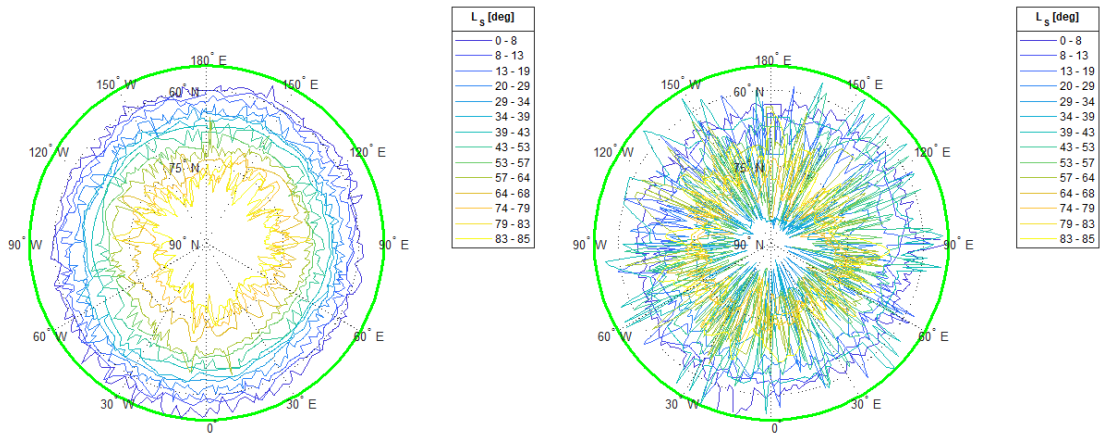 L_S [deg]
0 - 8
8 - 13
13 - 19
20 - 29
29 - 34
34 - 39
39 - 43
43 - 53
53 - 57
57 - 64
64 - 68
74 - 79
79 - 83
83 - 85
180° E
150° W
150° E
60° N
120° W
120° E
75° N
90° W
90° N
90° E
60° W
60° E
30° W
30° E
0°
L_S [deg]
0 - 8
8 - 13
13 - 19
20 - 29
29 - 34
34 - 39
39 - 43
43 - 53
53 - 57
57 - 64
64 - 68
74 - 79
79 - 83
83 - 85
180° E
150° W
150° E
60° N
120° W
120° E
75° N
90° W
90° N
90° E
60° W
60° E
30° W
30° E
0°